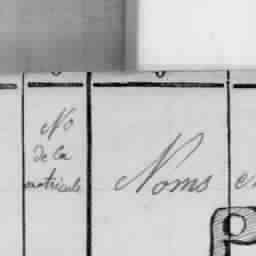 No
de la
matricule
Noms e
P